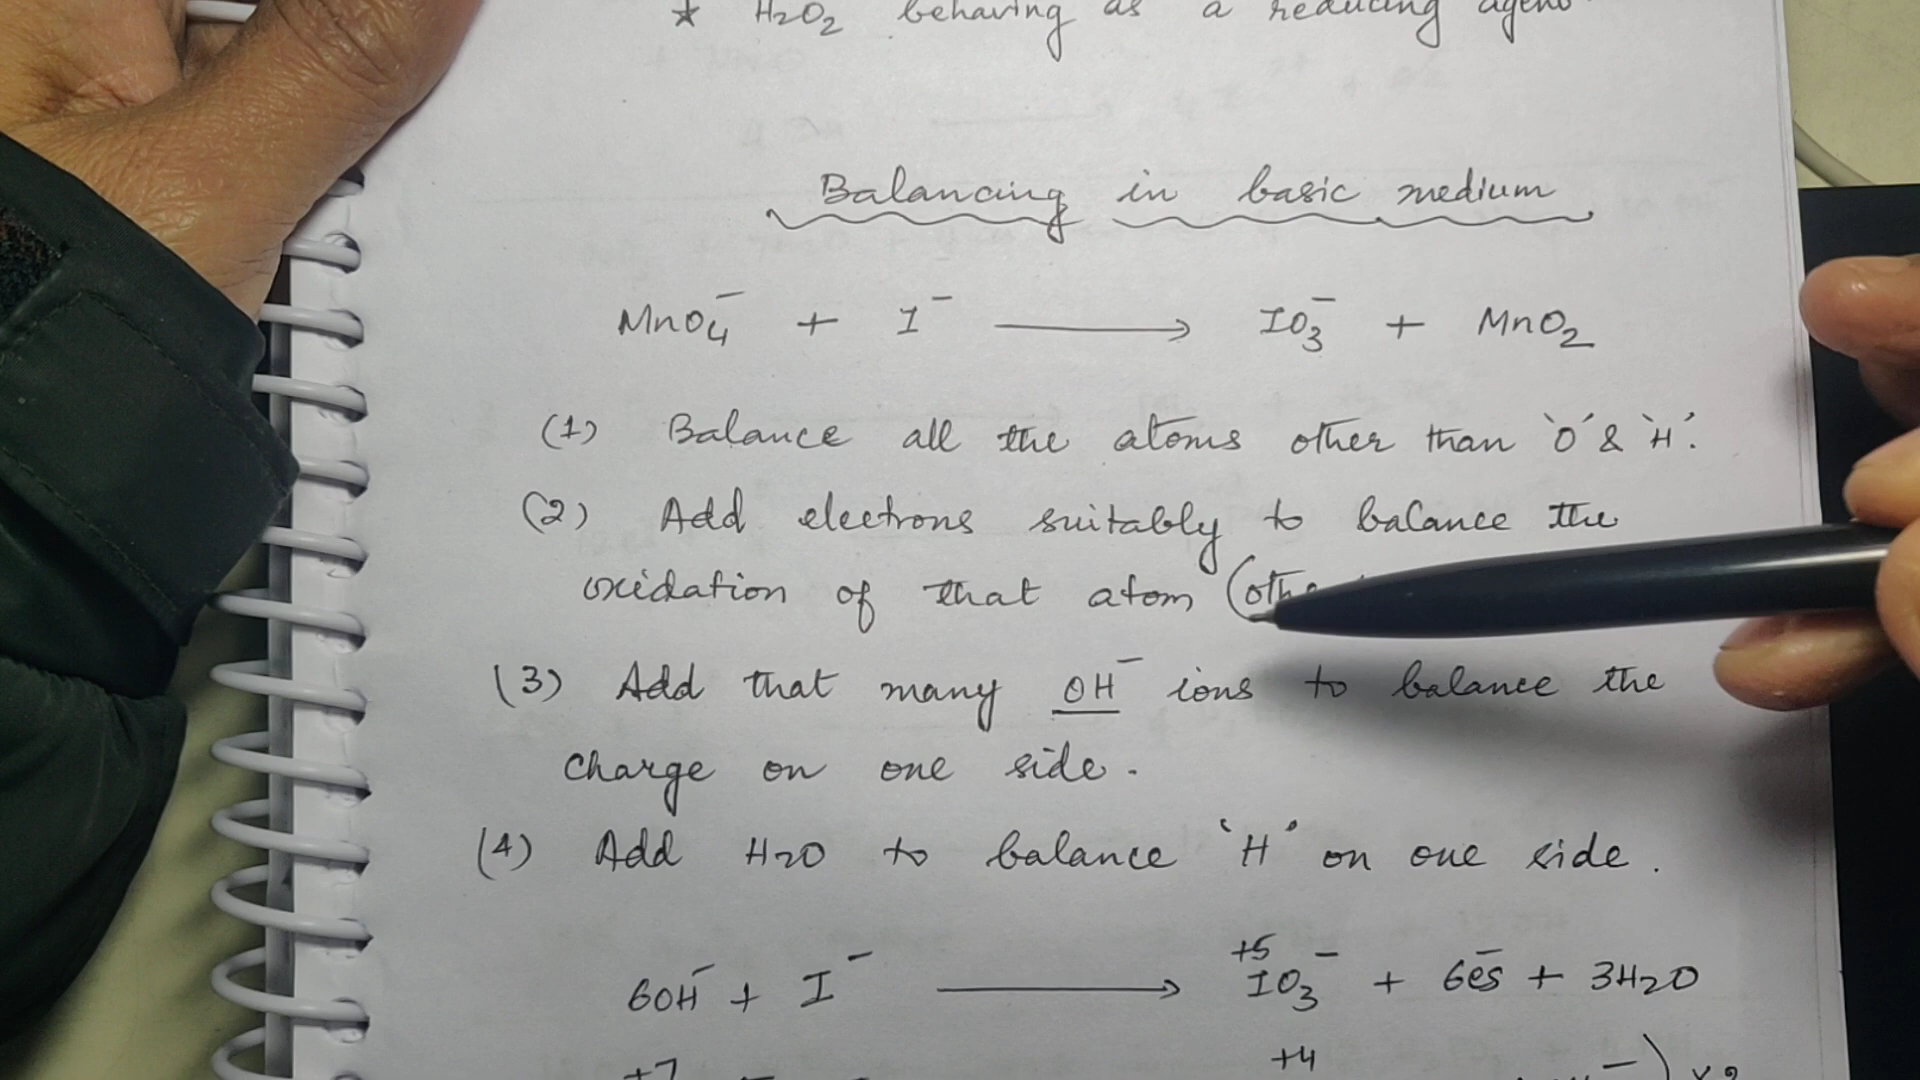 * H2O2 behaving as a reducing agent
Balancing in basic medium
MnO4⁻ + I⁻ ⟶ IO3⁻ + MnO2
(1) Balance all the atoms other than 'O' & 'H'.
(2) Add electrons suitably to balance the
oxidation of that atom (
(3) Add that many OH⁻ ions to balance the
charge on one side.
(4) Add H2O to balance 'H' on one side.
+5
6OH⁻ + I⁻ ⟶ IO3⁻ + 6e⁻s + 3H2O
+7 +4